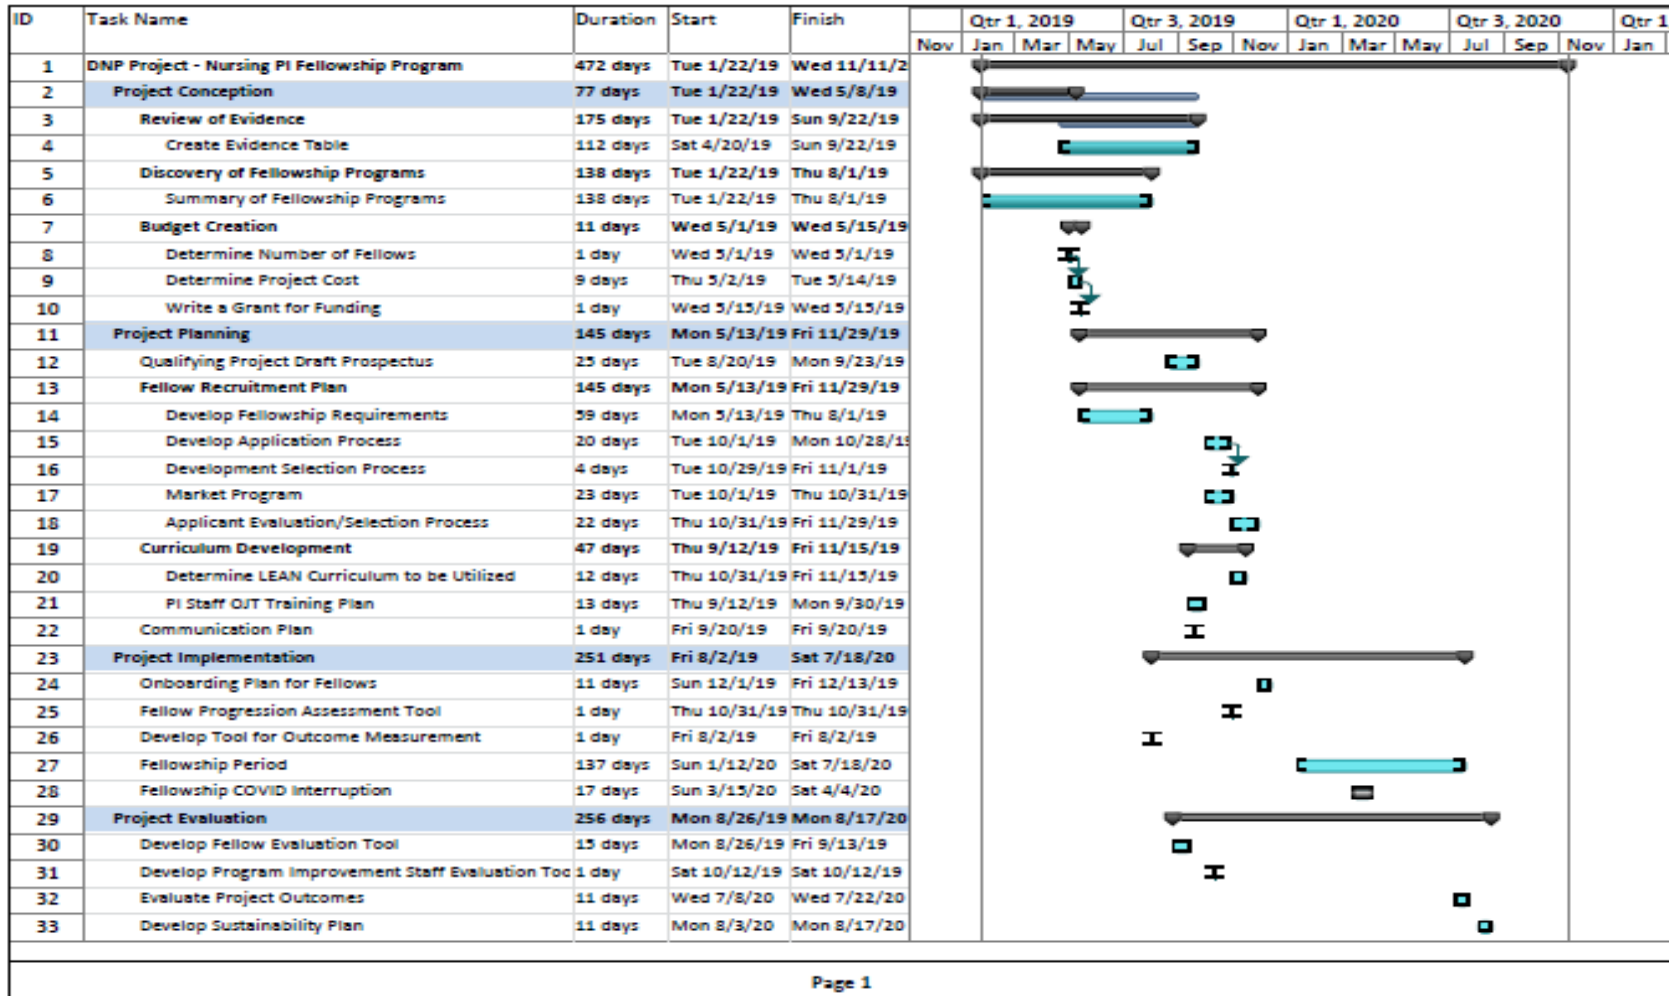 ID Task Name Duration Start Finish Qtr 1, 2019 Qtr 3, 2019 Qtr 1, 2020 Qtr 3, 2020 Qtr 1
Nov Jan Mar May Jul Sep Nov Jan Mar May Jul Sep Nov Jan
1 DNP Project - Nursing PI Fellowship Program 472 days Tue 1/22/19 Wed 11/11/2
2 Project Conception 77 days Tue 1/22/19 Wed 5/8/19
3 Review of Evidence 175 days Tue 1/22/19 Sun 9/22/19
4 Create Evidence Table 112 days Sat 4/20/19 Sun 9/22/19
5 Discovery of Fellowship Programs 138 days Tue 1/22/19 Thu 8/1/19
6 Summary of Fellowship Programs 138 days Tue 1/22/19 Thu 8/1/19
7 Budget Creation 11 days Wed 5/1/19 Wed 5/15/19
8 Determine Number of Fellows 1 day Wed 5/1/19 Wed 5/1/19
9 Determine Project Cost 9 days Thu 5/2/19 Tue 5/14/19
10 Write a Grant for Funding 1 day Wed 5/15/19 Wed 5/15/19
11 Project Planning 145 days Mon 5/13/19 Fri 11/29/19
12 Qualifying Project Draft Prospectus 25 days Tue 8/20/19 Mon 9/23/19
13 Fellow Recruitment Plan 145 days Mon 5/13/19 Fri 11/29/19
14 Develop Fellowship Requirements 59 days Mon 5/13/19 Thu 8/1/19
15 Develop Application Process 20 days Tue 10/1/19 Mon 10/28/19
16 Development Selection Process 4 days Tue 10/29/19 Fri 11/1/19
17 Market Program 23 days Tue 10/1/19 Thu 10/31/19
18 Applicant Evaluation/Selection Process 22 days Thu 10/31/19 Fri 11/29/19
19 Curriculum Development 47 days Thu 9/12/19 Fri 11/15/19
20 Determine LEAN Curriculum to be Utilized 12 days Thu 10/31/19 Fri 11/15/19
21 PI Staff OJT Training Plan 13 days Thu 9/12/19 Mon 9/30/19
22 Communication Plan 1 day Fri 9/20/19 Fri 9/20/19
23 Project Implementation 251 days Fri 8/2/19 Sat 7/18/20
24 Onboarding Plan for Fellows 11 days Sun 12/1/19 Fri 12/13/19
25 Fellow Progression Assessment Tool 1 day Thu 10/31/19 Thu 10/31/19
26 Develop Tool for Outcome Measurement 1 day Fri 8/2/19 Fri 8/2/19
27 Fellowship Period 137 days Sun 1/12/20 Sat 7/18/20
28 Fellowship COVID Interruption 17 days Sun 3/15/20 Sat 4/4/20
29 Project Evaluation 256 days Mon 8/26/19 Mon 8/17/20
30 Develop Fellow Evaluation Tool 15 days Mon 8/26/19 Fri 9/13/19
31 Develop Program Improvement Staff Evaluation Too 1 day Sat 10/12/19 Sat 10/12/19
32 Evaluate Project Outcomes 11 days Wed 7/8/20 Wed 7/22/20
33 Develop Sustainability Plan 11 days Mon 8/3/20 Mon 8/17/20
Page 1